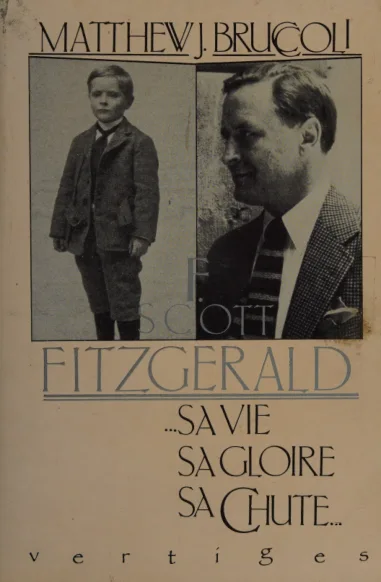 MATTHEW J. BRUCCOLI
F.
SCOTT
FITZGERALD
...SA VIE
SA GLOIRE
SA CHUTE...
vertiges